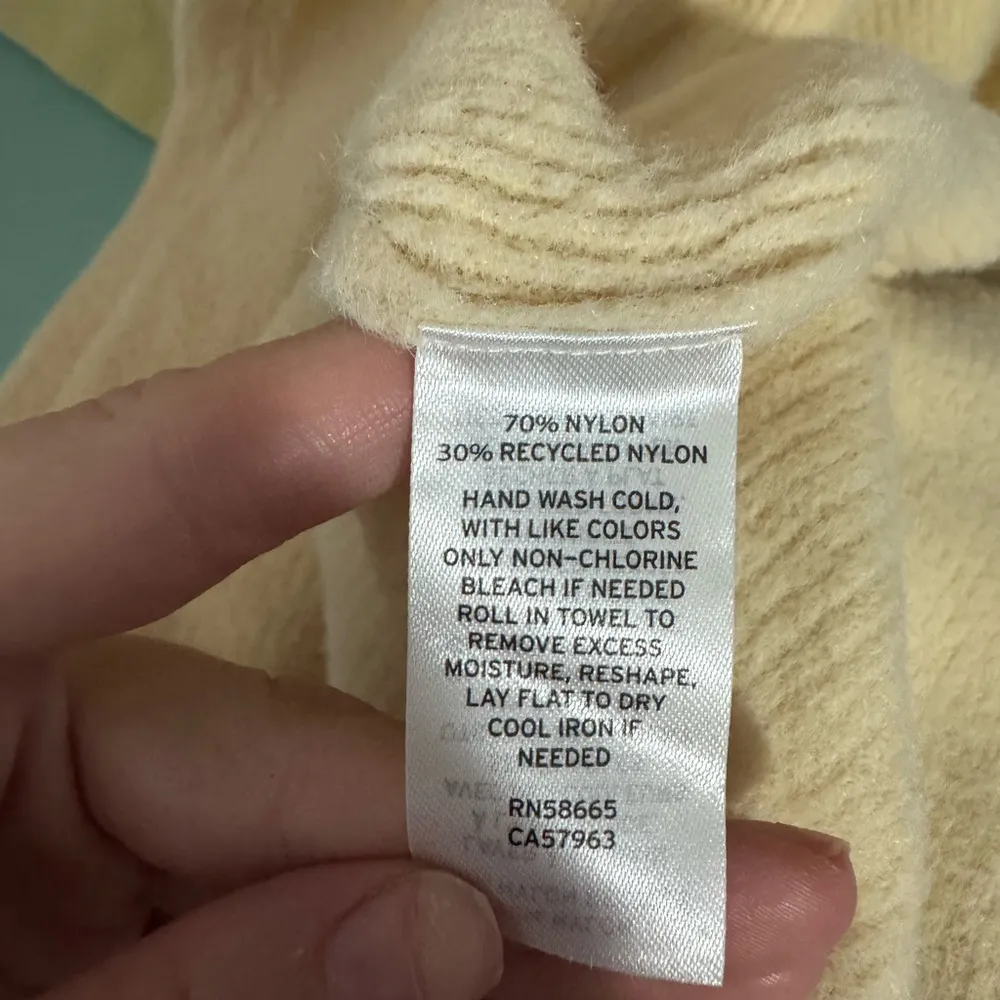 70% NYLON
30% RECYCLED NYLON
HAND WASH COLD,
WITH LIKE COLORS
ONLY NON-CHLORINE
BLEACH IF NEEDED
ROLL IN TOWEL TO
REMOVE EXCESS
MOISTURE, RESHAPE,
LAY FLAT TO DRY
COOL IRON IF
NEEDED
RN58665
CA57963